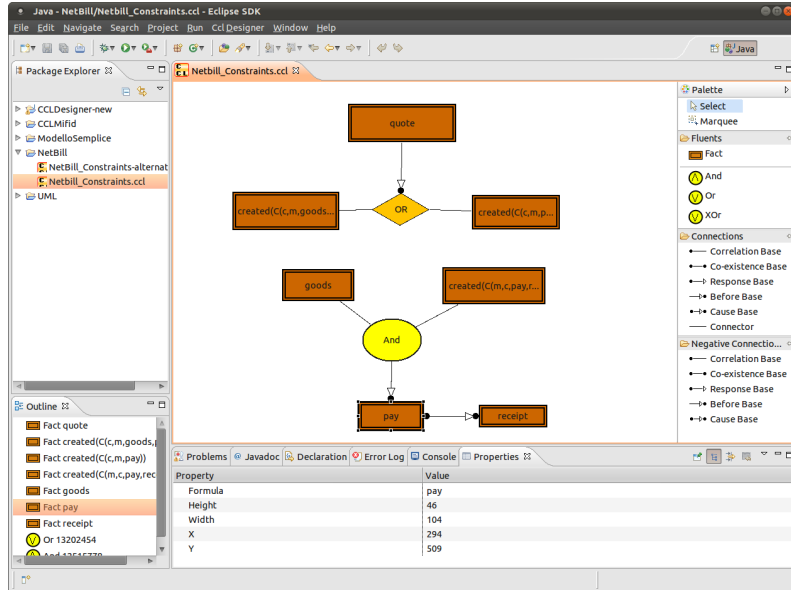 Java - NetBill/Netbill_Constraints.ccl - Eclipse SDK
File Edit Navigate Search Project Run Ccl Designer Window Help
Java
Package Explorer
CCLDesigner-new
CCLMifid
ModelloSemplice
NetBill
NetBill_Constraints-alternat
Netbill_Constraints.ccl
UML
Netbill_Constraints.ccl
quote
created(C(c,m,goods...
OR
created(C(c,m,p...
goods
created(C(m,c,pay,r...
And
pay
receipt
Palette
Select
Marquee
Fluents
Fact
And
Or
XOr
Connections
Correlation Base
Co-existence Base
Response Base
Before Base
Cause Base
Connector
Negative Connectio...
Correlation Base
Co-existence Base
Response Base
Before Base
Cause Base
Outline
Fact quote
Fact created(C(c,m,goods,
Fact created(C(c,m,pay))
Fact created(C(m,c,pay,rec
Fact goods
Fact pay
Fact receipt
Or 13202454
And 13515778
Problems Javadoc Declaration Error Log Console Properties
Property Value
Formula pay
Height 46
Width 104
X 294
Y 509